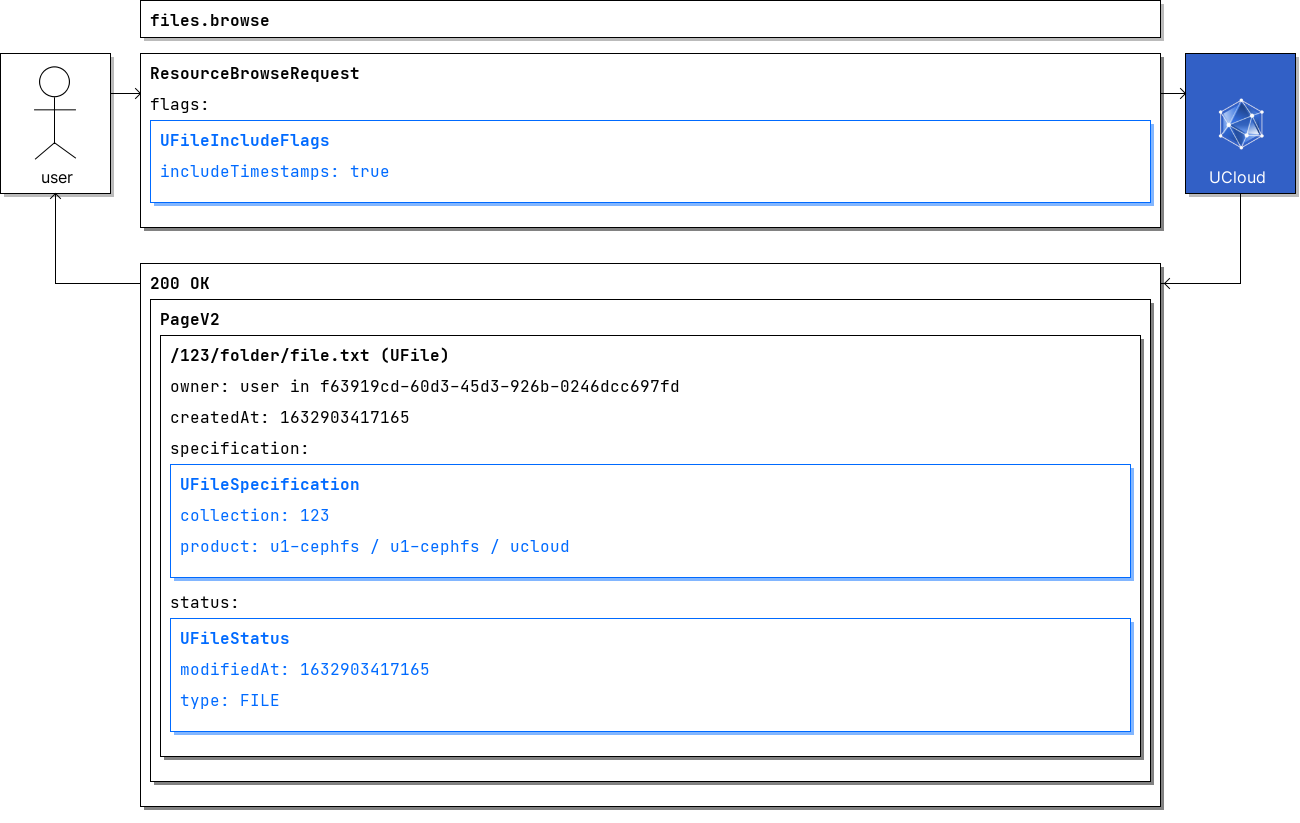 files.browse
ResourceBrowseRequest
flags:
UFileIncludeFlags
includeTimestamps: true
user
UCloud
200 OK
PageV2
/123/folder/file.txt (UFile)
owner: user in f63919cd-60d3-45d3-926b-0246dcc697fd
createdAt: 1632903417165
specification:
UFileSpecification
collection: 123
product: u1-cephfs / u1-cephfs / ucloud
status:
UFileStatus
modifiedAt: 1632903417165
type: FILE